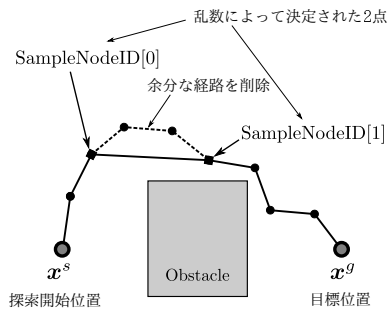 乱数によって決定された2点
SampleNodeID[0]
余分な経路を削除
SampleNodeID[1]
Obstacle
x^s
x^g
探索開始位置
目標位置